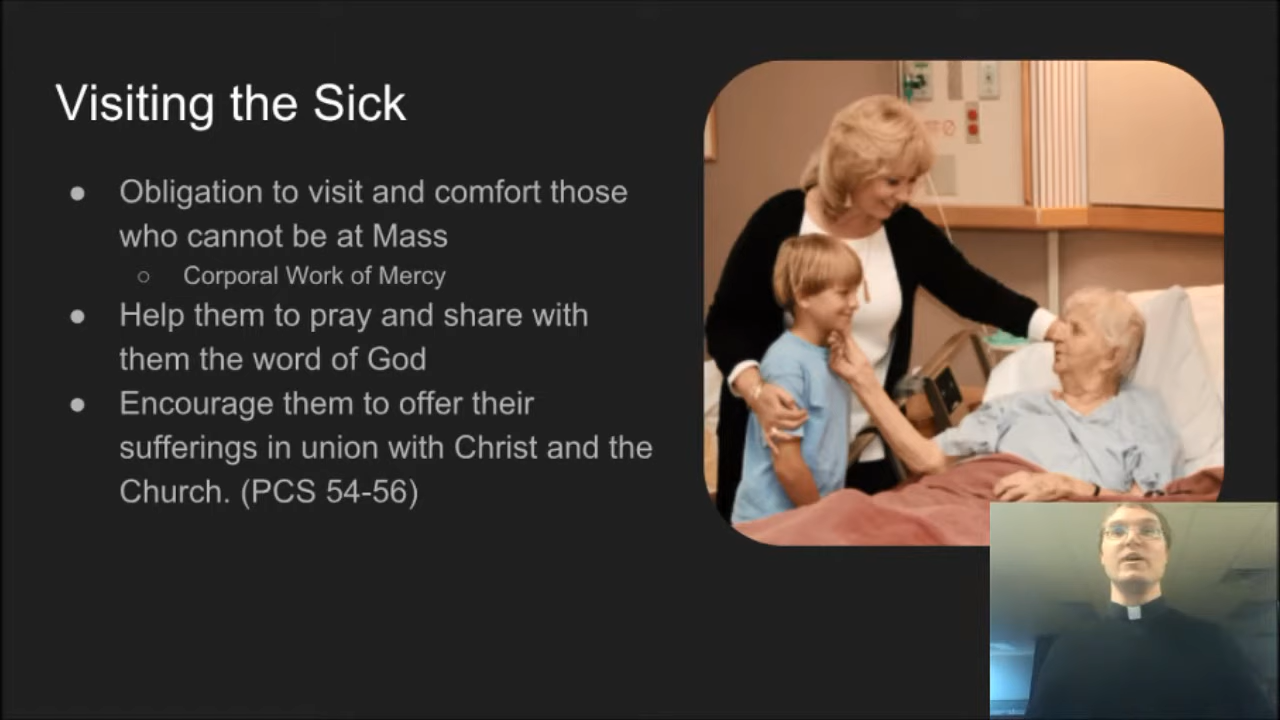 Visiting the Sick
● Obligation to visit and comfort those
who cannot be at Mass
○ Corporal Work of Mercy
● Help them to pray and share with
them the word of God
● Encourage them to offer their
sufferings in union with Christ and the
Church. (PCS 54-56)